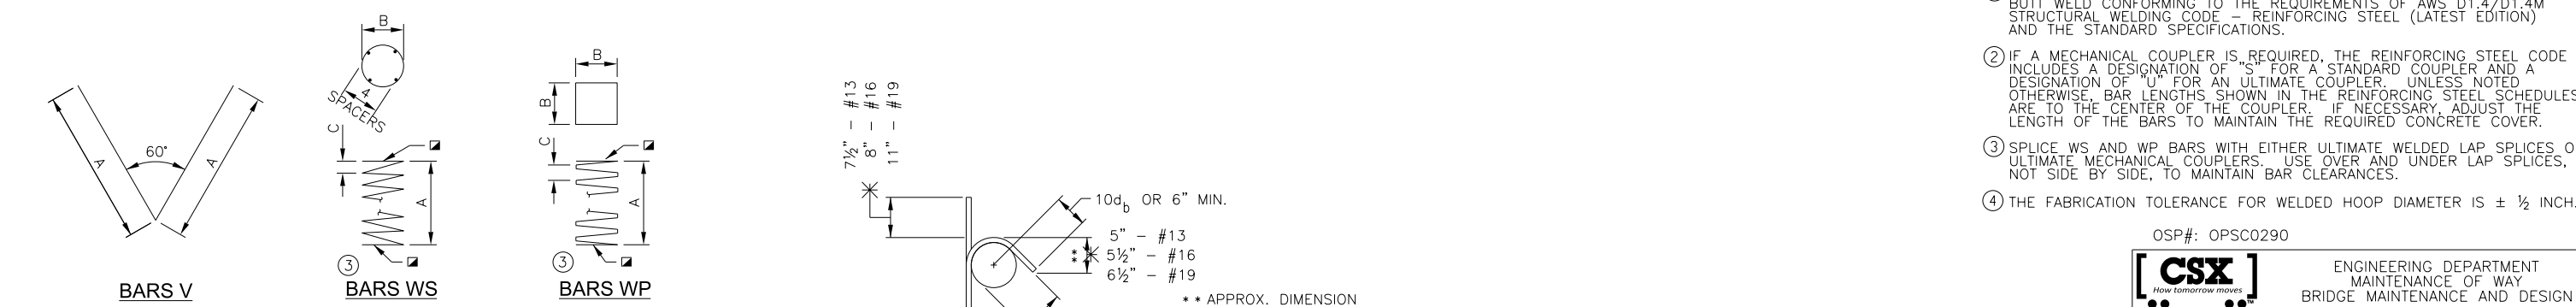 B
4
SPACERS
C
60°
A
A
A
③
BARS V
BARS WS
B
B
C
A
③
BARS WP
7½" - #13
8" - #16
11" - #19
10d_b OR 6" MIN.
5" - #13
** 5½" - #16
6½" - #19
** APPROX. DIMENSION
BUTT WELD CONFORMING TO THE REQUIREMENTS OF AWS D1.4/D1.4M
STRUCTURAL WELDING CODE - REINFORCING STEEL (LATEST EDITION)
AND THE STANDARD SPECIFICATIONS.
② IF A MECHANICAL COUPLER IS REQUIRED, THE REINFORCING STEEL CODE
INCLUDES A DESIGNATION OF "S" FOR A STANDARD COUPLER AND A
DESIGNATION OF "U" FOR AN ULTIMATE COUPLER. UNLESS NOTED
OTHERWISE, BAR LENGTHS SHOWN IN THE REINFORCING STEEL SCHEDULES
ARE TO THE CENTER OF THE COUPLER. IF NECESSARY, ADJUST THE
LENGTH OF THE BARS TO MAINTAIN THE REQUIRED CONCRETE COVER.
③ SPLICE WS AND WP BARS WITH EITHER ULTIMATE WELDED LAP SPLICES O
ULTIMATE MECHANICAL COUPLERS. USE OVER AND UNDER LAP SPLICES,
NOT SIDE BY SIDE, TO MAINTAIN BAR CLEARANCES.
④ THE FABRICATION TOLERANCE FOR WELDED HOOP DIAMETER IS ± ½ INCH.
OSP#: OPSC0290
CSX
How tomorrow moves
TM
ENGINEERING DEPARTMENT
MAINTENANCE OF WAY
BRIDGE MAINTENANCE AND DESIGN